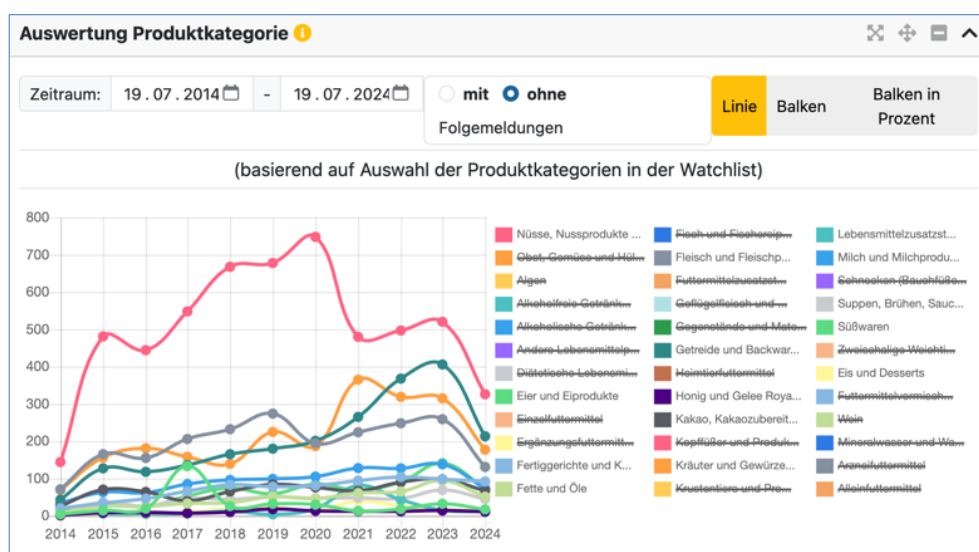 Auswertung Produktkategorie
Zeitraum: 19.07.2014 - 19.07.2024
mit ohne
Folgemeldungen
Linie Balken Balken in Prozent
(basierend auf Auswahl der Produktkategorien in der Watchlist)
800
700
600
500
400
300
200
100
0
2014 2015 2016 2017 2018 2019 2020 2021 2022 2023 2024
Nüsse, Nussprodukte ...
Obst, Gemüse und Hül...
Algen
Alkoholfreie Getränk...
Alkoholische Getränk...
Andere Lebensmittelp...
Diätetische Lebensmi...
Eier und Eiprodukte
Einzelfuttermittel
Ergänzungsfuttermitt...
Fertiggerichte und K...
Fette und Öle
Fisch und Fischerzip...
Fleisch und Fleischp...
Futtermittelzusatzst...
Geflügelfleisch und ...
Gegenstände und Mate...
Getreide und Backwar...
Heimtierfuttermittel
Honig und Gelee Roya...
Kakao, Kakaozubereit...
Kopffüßer und Produk...
Kräuter und Gewürze...
Krustentiere und Pro...
Lebensmittelzusatzst...
Milch und Milchprodu...
Schnecken (Bauchfüße...
Suppen, Brühen, Sauc...
Süßwaren
Zweischalige Weichti...
Eis und Desserts
Futtermittelvormisch...
Wein
Mineralwasser und Wa...
Arzneifuttermittel
Alleinfuttermittel